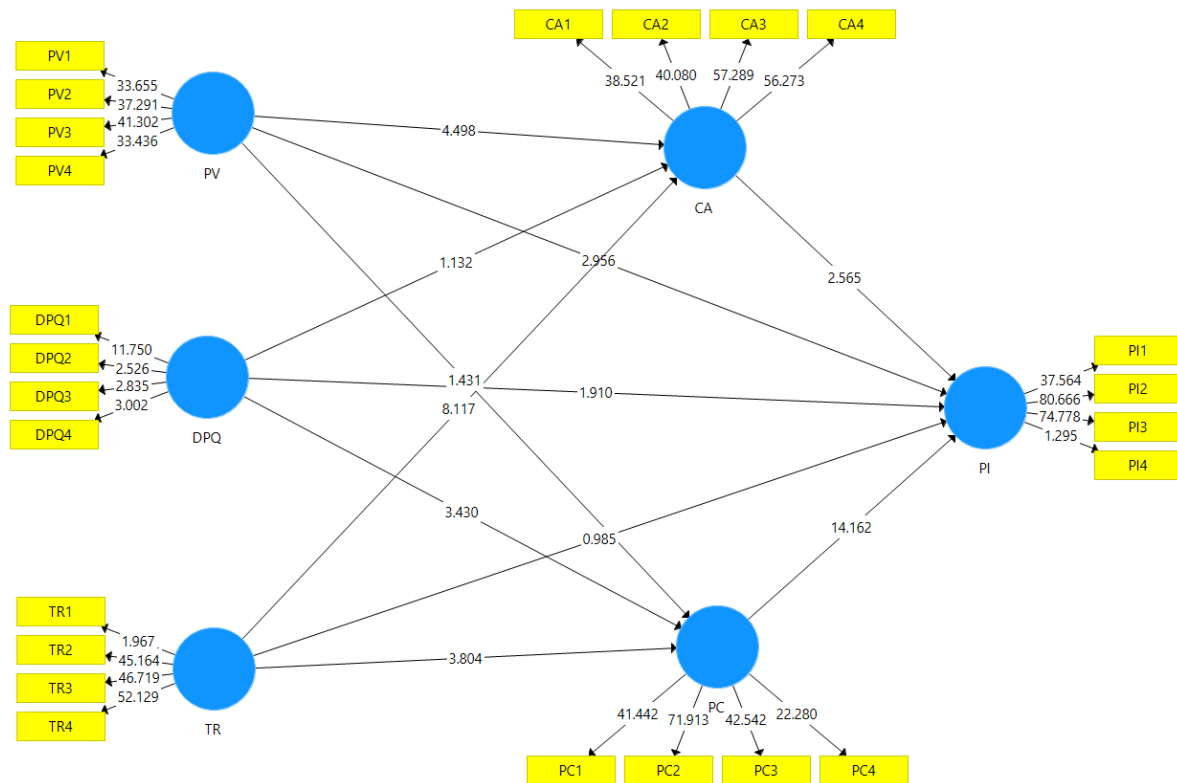 CA1
CA2
CA3
CA4
38.521
40.080
57.289
56.273
CA
PV1
PV2
PV3
PV4
33.655
37.291
41.302
33.436
PV
4.498
1.132
2.956
2.565
DPQ1
DPQ2
DPQ3
DPQ4
11.750
2.526
2.835
3.002
DPQ
1.431
1.910
8.117
PI1
PI2
PI3
PI4
37.564
80.666
74.778
1.295
PI
3.430
0.985
14.162
TR1
TR2
TR3
TR4
1.967
45.164
46.719
52.129
TR
3.804
PC
41.442
71.913
42.542
22.280
PC1
PC2
PC3
PC4